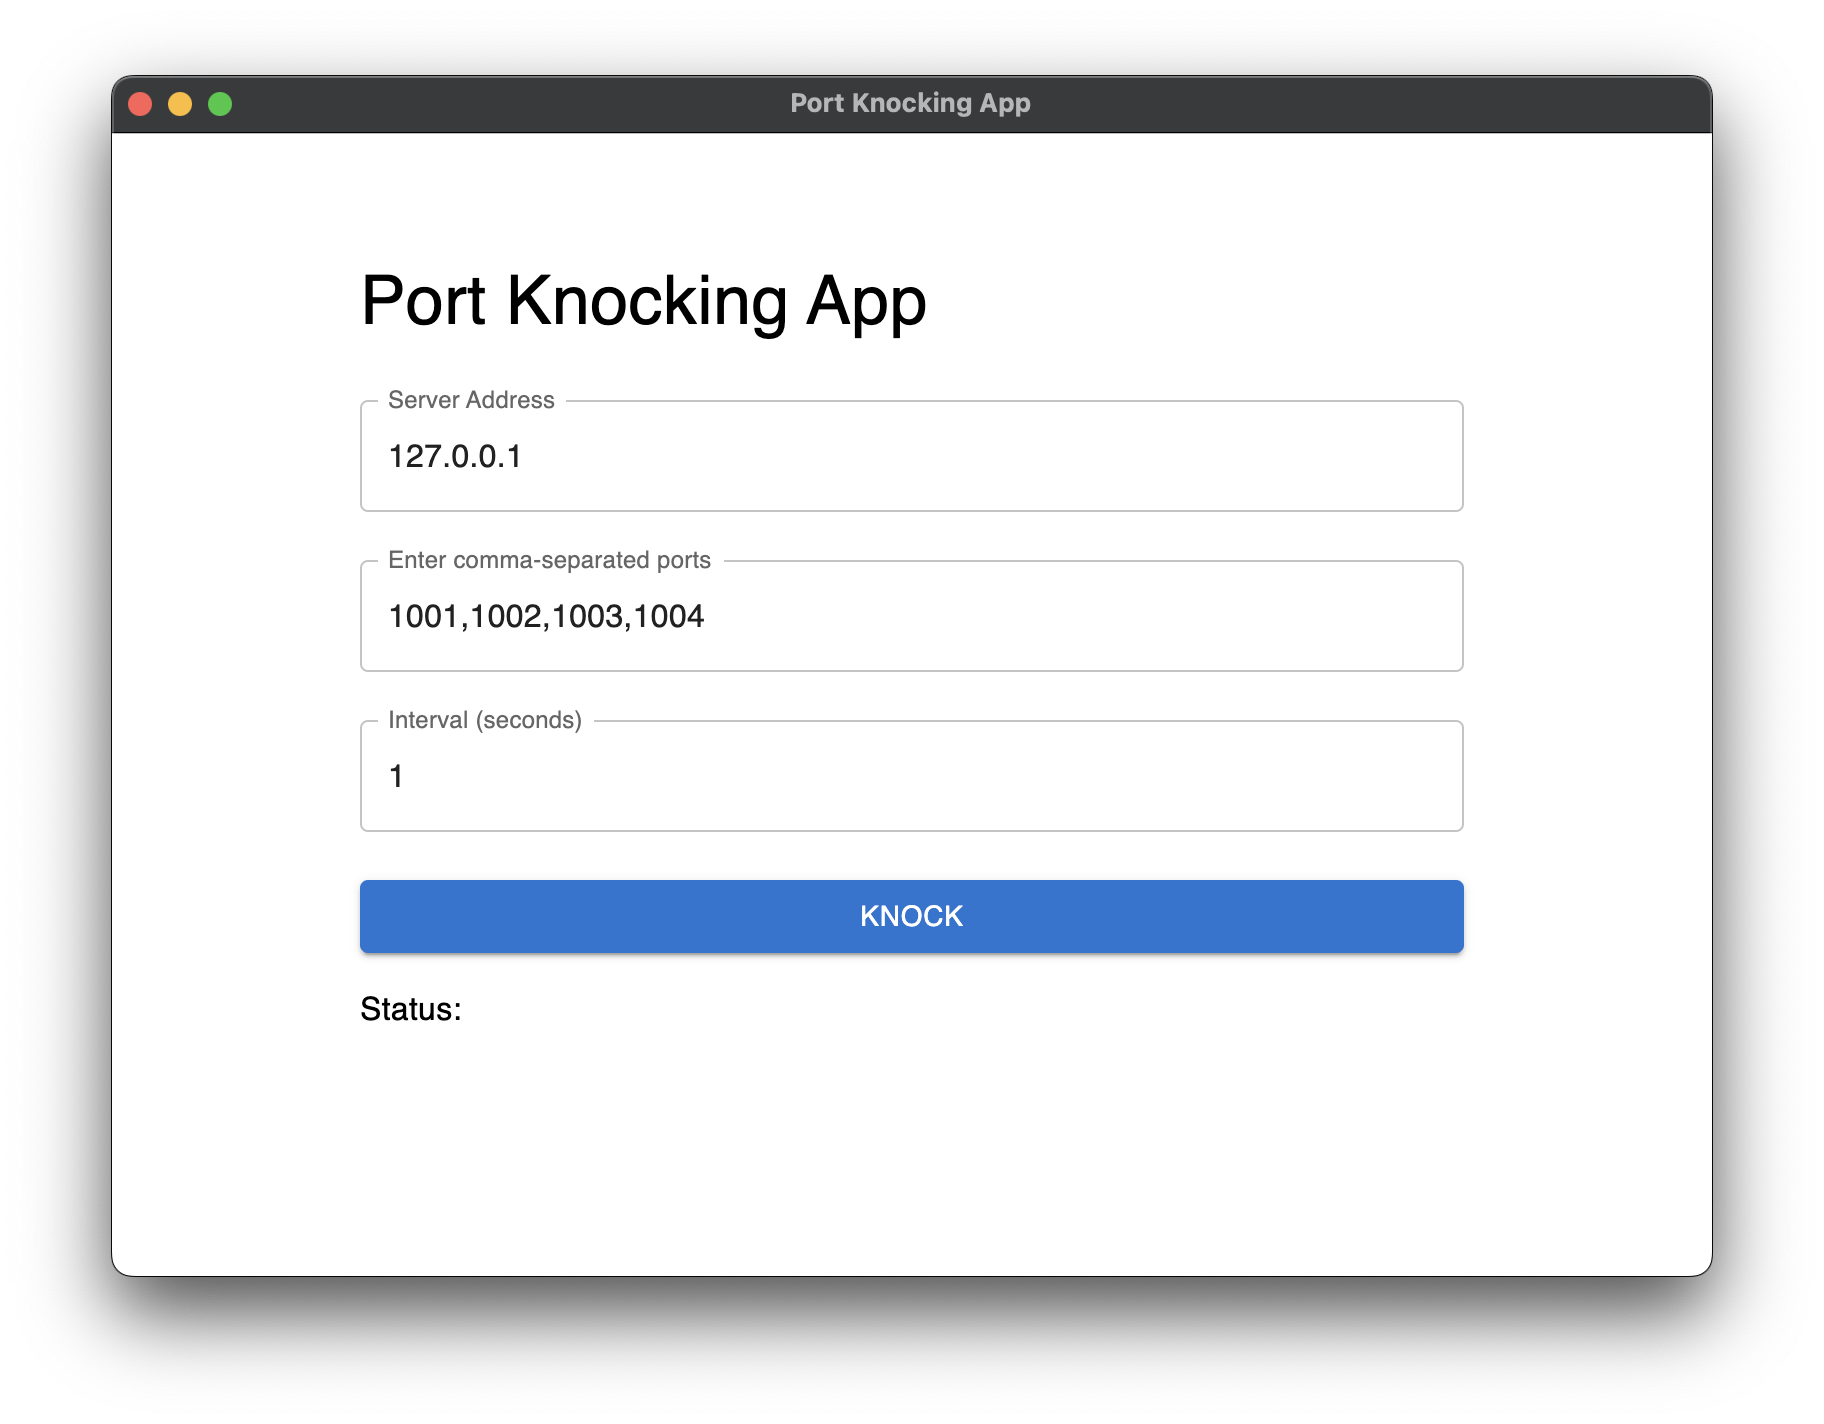 Port Knocking App
Port Knocking App
Server Address
127.0.0.1
Enter comma-separated ports
1001,1002,1003,1004
Interval (seconds)
1
KNOCK
Status: